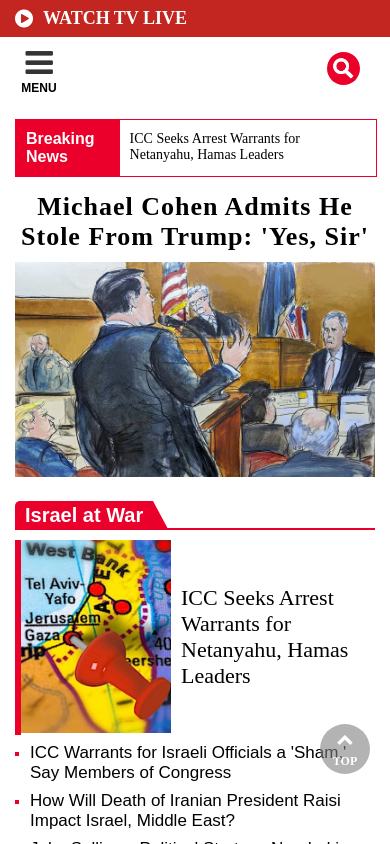 WATCH TV LIVE
MENU
Breaking
News
ICC Seeks Arrest Warrants for
Netanyahu, Hamas Leaders
Michael Cohen Admits He
Stole From Trump: 'Yes, Sir'
Israel at War
West Bank
Tel Aviv-
Yafo
Jerusalem
Gaza
rip
40
eershe
ICC Seeks Arrest
Warrants for
Netanyahu, Hamas
Leaders
ICC Warrants for Israeli Officials a 'Sham,'
Say Members of Congress
TOP
How Will Death of Iranian President Raisi
Impact Israel, Middle East?